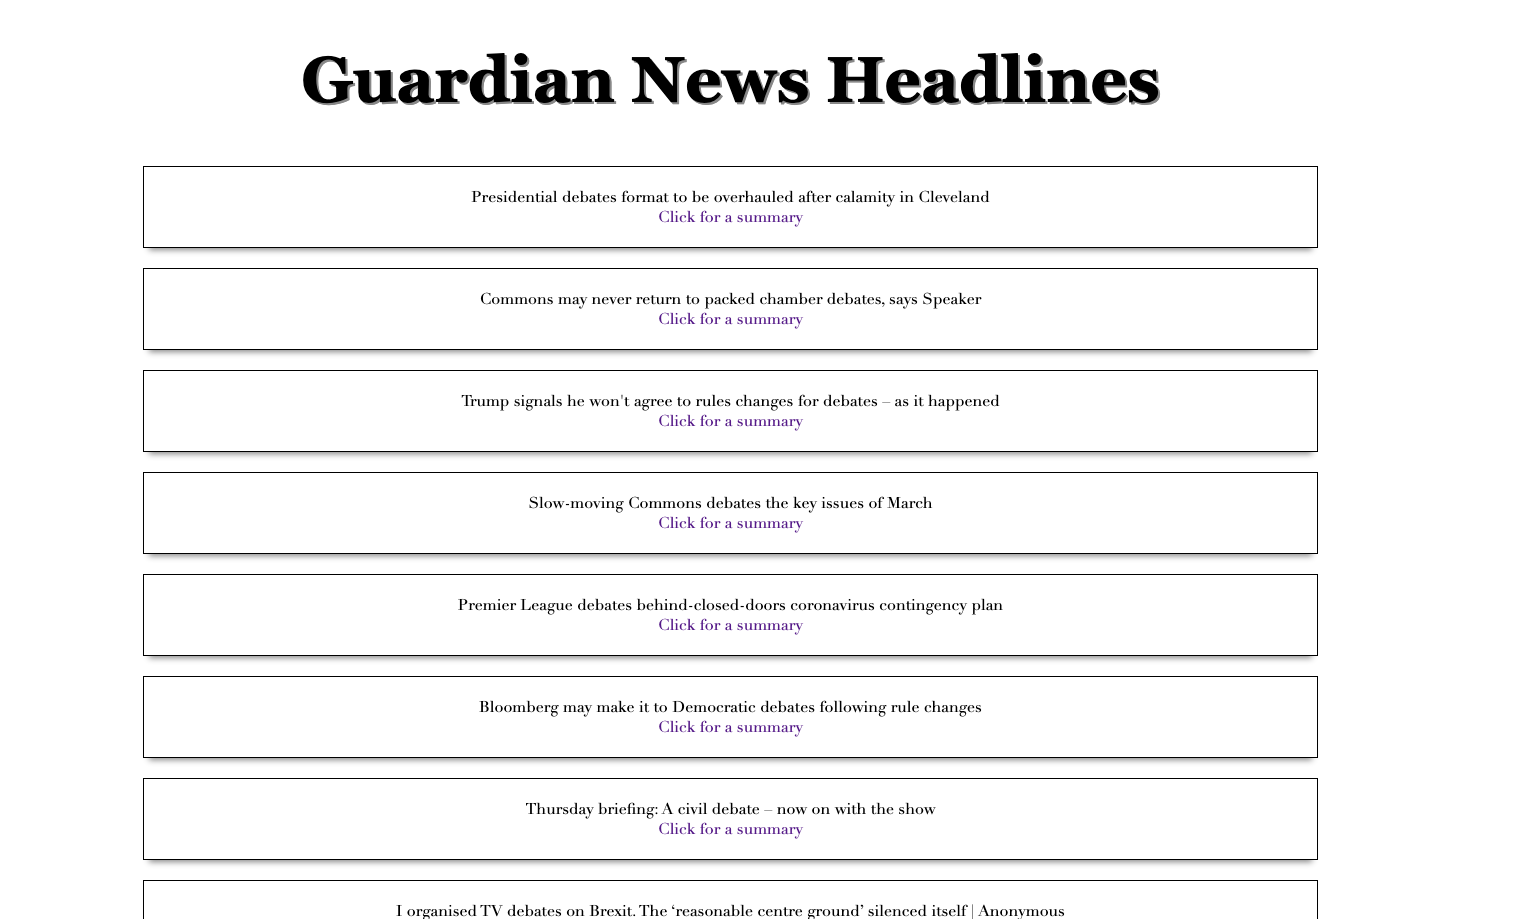 Guardian News Headlines
Presidential debates format to be overhauled after calamity in Cleveland
Click for a summary
Commons may never return to packed chamber debates, says Speaker
Click for a summary
Trump signals he won't agree to rules changes for debates – as it happened
Click for a summary
Slow-moving Commons debates the key issues of March
Click for a summary
Premier League debates behind-closed-doors coronavirus contingency plan
Click for a summary
Bloomberg may make it to Democratic debates following rule changes
Click for a summary
Thursday briefing: A civil debate – now on with the show
Click for a summary
I organised TV debates on Brexit. The ‘reasonable centre ground’ silenced itself | Anonymous